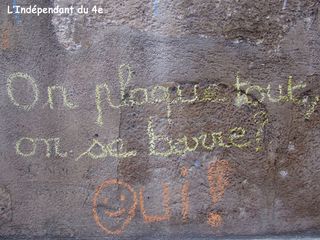 L'Indépendant du 4e
On plaque tout,
on se barre?
Oui!